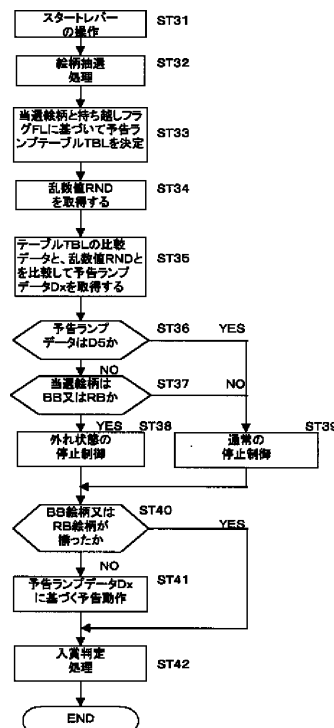 スタートレバー
の操作
ST31
絵柄抽選
処理
ST32
当選絵柄と持ち越しフラ
グFLに基づいて予告ラ
ンプテーブルTBLを決定
ST33
乱数値RND
を取得する
ST34
テーブルTBLの比較
データと、乱数値RNDと
を比較して予告ランプ
データDxを取得する
ST35
予告ランプ
データはD5か
ST36
YES
NO
当選絵柄は
BB又はRBか
ST37
NO
YES
ST38
外れ状態の
停止制御
ST39
通常の
停止制御
BB絵柄又は
RB絵柄が
揃ったか
ST40
YES
NO
予告ランプデータDx
に基づく予告動作
ST41
入賞判定
処理
ST42
END